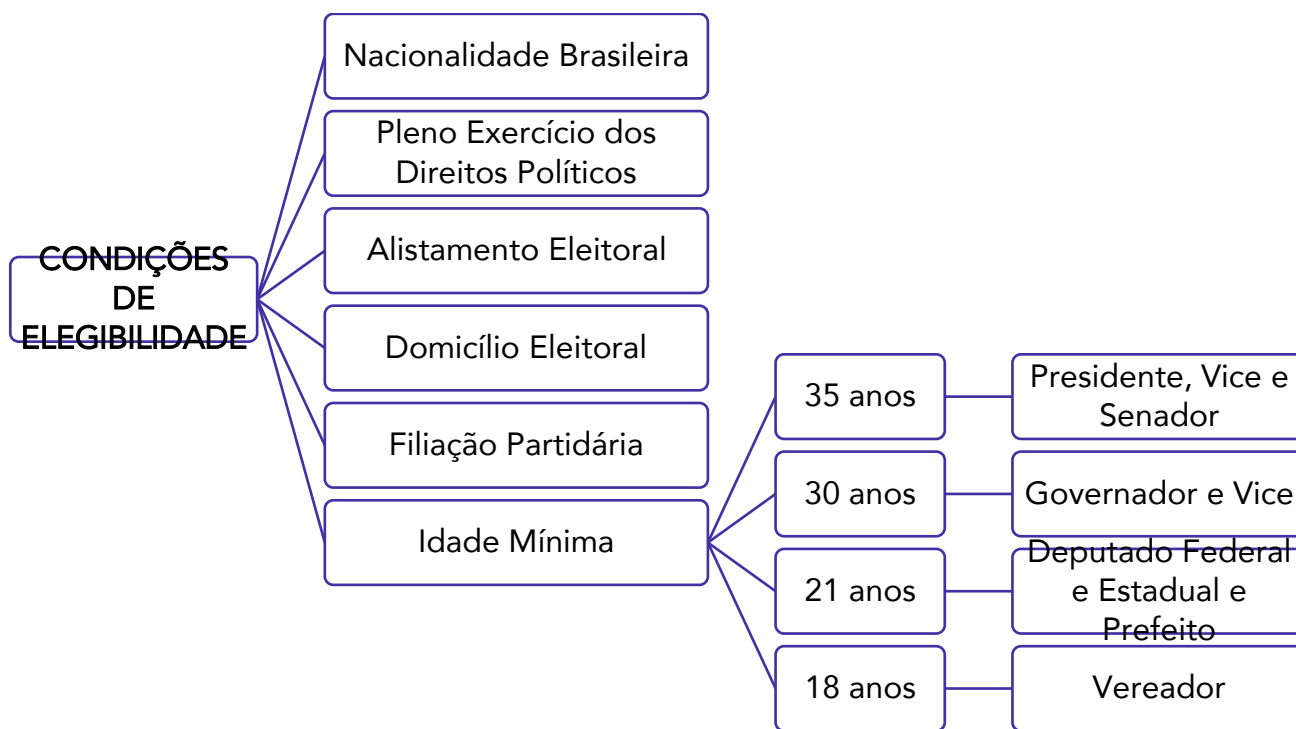 CONDIÇÕES
DE
ELEGIBILIDADE
Nacionalidade Brasileira
Pleno Exercício dos
Direitos Políticos
Alistamento Eleitoral
Domicílio Eleitoral
Filiação Partidária
Idade Mínima
35 anos
Presidente, Vice e
Senador
30 anos
Governador e Vice
21 anos
Deputado Federal
e Estadual e
Prefeito
18 anos
Vereador